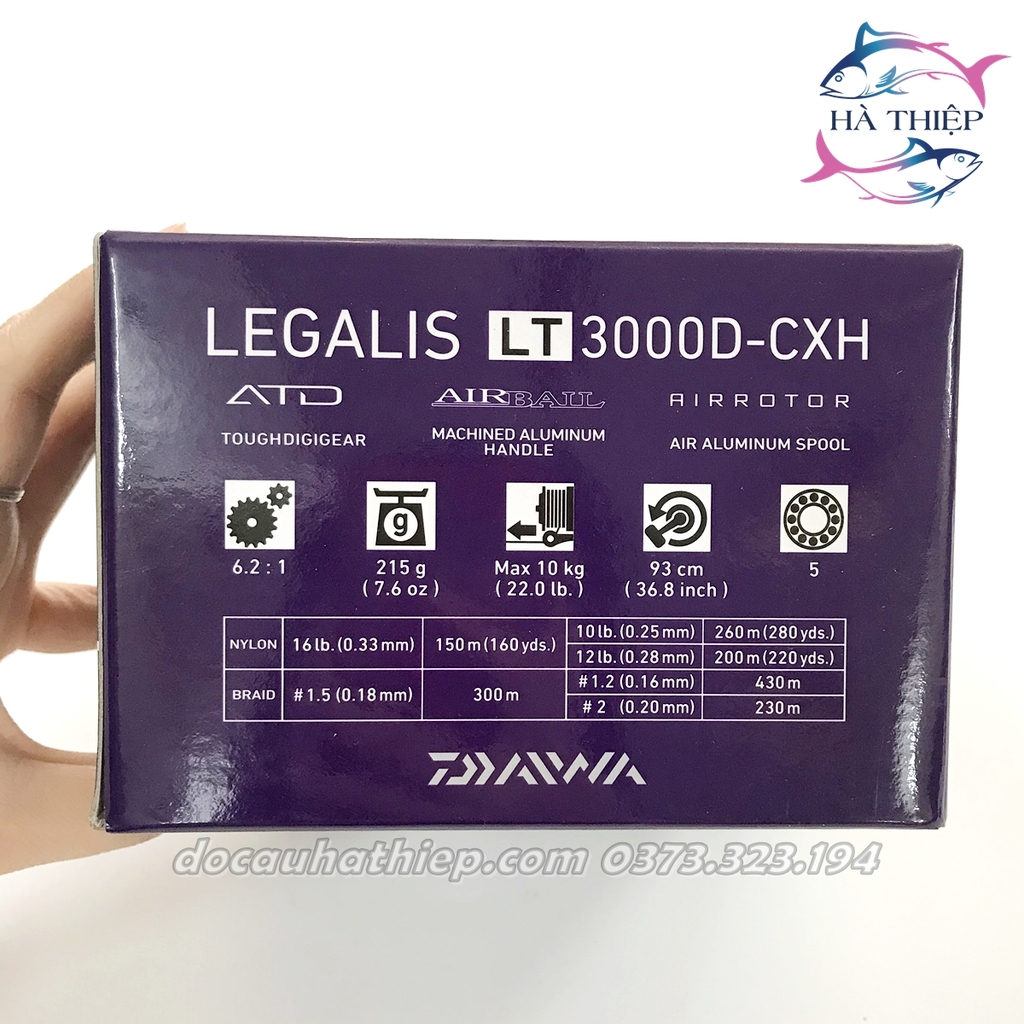 HÀ THIỆP
LEGALIS LT 3000D-CXH
ATD AIRBAIL AIRROTOR
TOUGHDIGIGEAR MACHINED ALUMINUM HANDLE AIR ALUMINUM SPOOL
g
6.2 : 1 215 g Max 10 kg 93 cm 5
( 7.6 oz ) ( 22.0 lb. ) ( 36.8 inch )
NYLON 16 lb. (0.33 mm) 150 m (160 yds.) 10 lb. (0.25 mm) 260 m (280 yds.)
12 lb. (0.28 mm) 200 m (220 yds.)
BRAID # 1.5 (0.18 mm) 300 m # 1.2 (0.16 mm) 430 m
# 2 (0.20 mm) 230 m
DAIWA
docauhathiep.com 0373.323.194